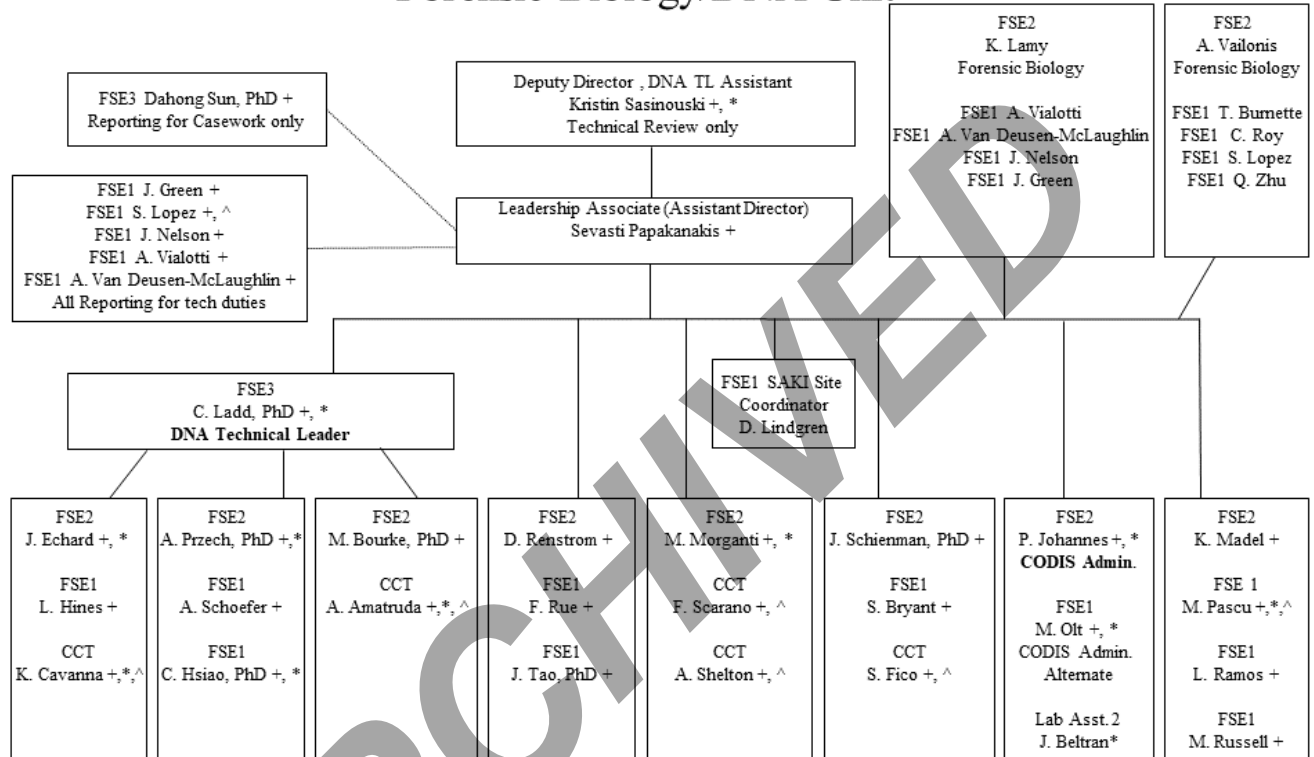 Forensic Biology/DNA Unit
FSE2
K. Lamy
Forensic Biology
FSE1 A. Vialotti
FSE1 A. Van Deusen-McLaughlin
FSE1 J. Nelson
FSE1 J. Green
FSE2
A. Vailonis
Forensic Biology
FSE1 T. Burnette
FSE1 C. Roy
FSE1 S. Lopez
FSE1 Q. Zhu
FSE3 Dahong Sun, PhD +
Reporting for Casework only
Deputy Director , DNA TL Assistant
Kristin Sasinouski +, *
Technical Review only
FSE1 J. Green +
FSE1 S. Lopez +, ^
FSE1 J. Nelson +
FSE1 A. Vialotti +
FSE1 A. Van Deusen-McLaughlin +
All Reporting for tech duties
Leadership Associate (Assistant Director)
Sevasti Papakanakis +
FSE3
C. Ladd, PhD +, *
DNA Technical Leader
FSE1 SAKI Site
Coordinator
D. Lindgren
FSE2
J. Echard +, *
FSE1
L. Hines +
CCT
K. Cavanna +,*,^
FSE2
A. Przech, PhD +,*
FSE1
A. Schoefer +
FSE1
C. Hsiao, PhD +, *
FSE2
M. Bourke, PhD +
CCT
A. Amatruda +,*, ^
FSE2
D. Renstrom +
FSE1
F. Rue +
FSE1
J. Tao, PhD +
FSE2
M. Morganti +, *
CCT
F. Scarano +, ^
CCT
A. Shelton +, ^
FSE2
J. Schienman, PhD +
FSE1
S. Bryant +
CCT
S. Fico +, ^
FSE2
P. Johannes +, *
CODIS Admin.
FSE1
M. Olt +, *
CODIS Admin.
Alternate
Lab Asst. 2
J. Beltran*
FSE2
K. Madel +
FSE 1
M. Pascu +,*,^
FSE1
L. Ramos +
FSE1
M. Russell +
ARCHIVED